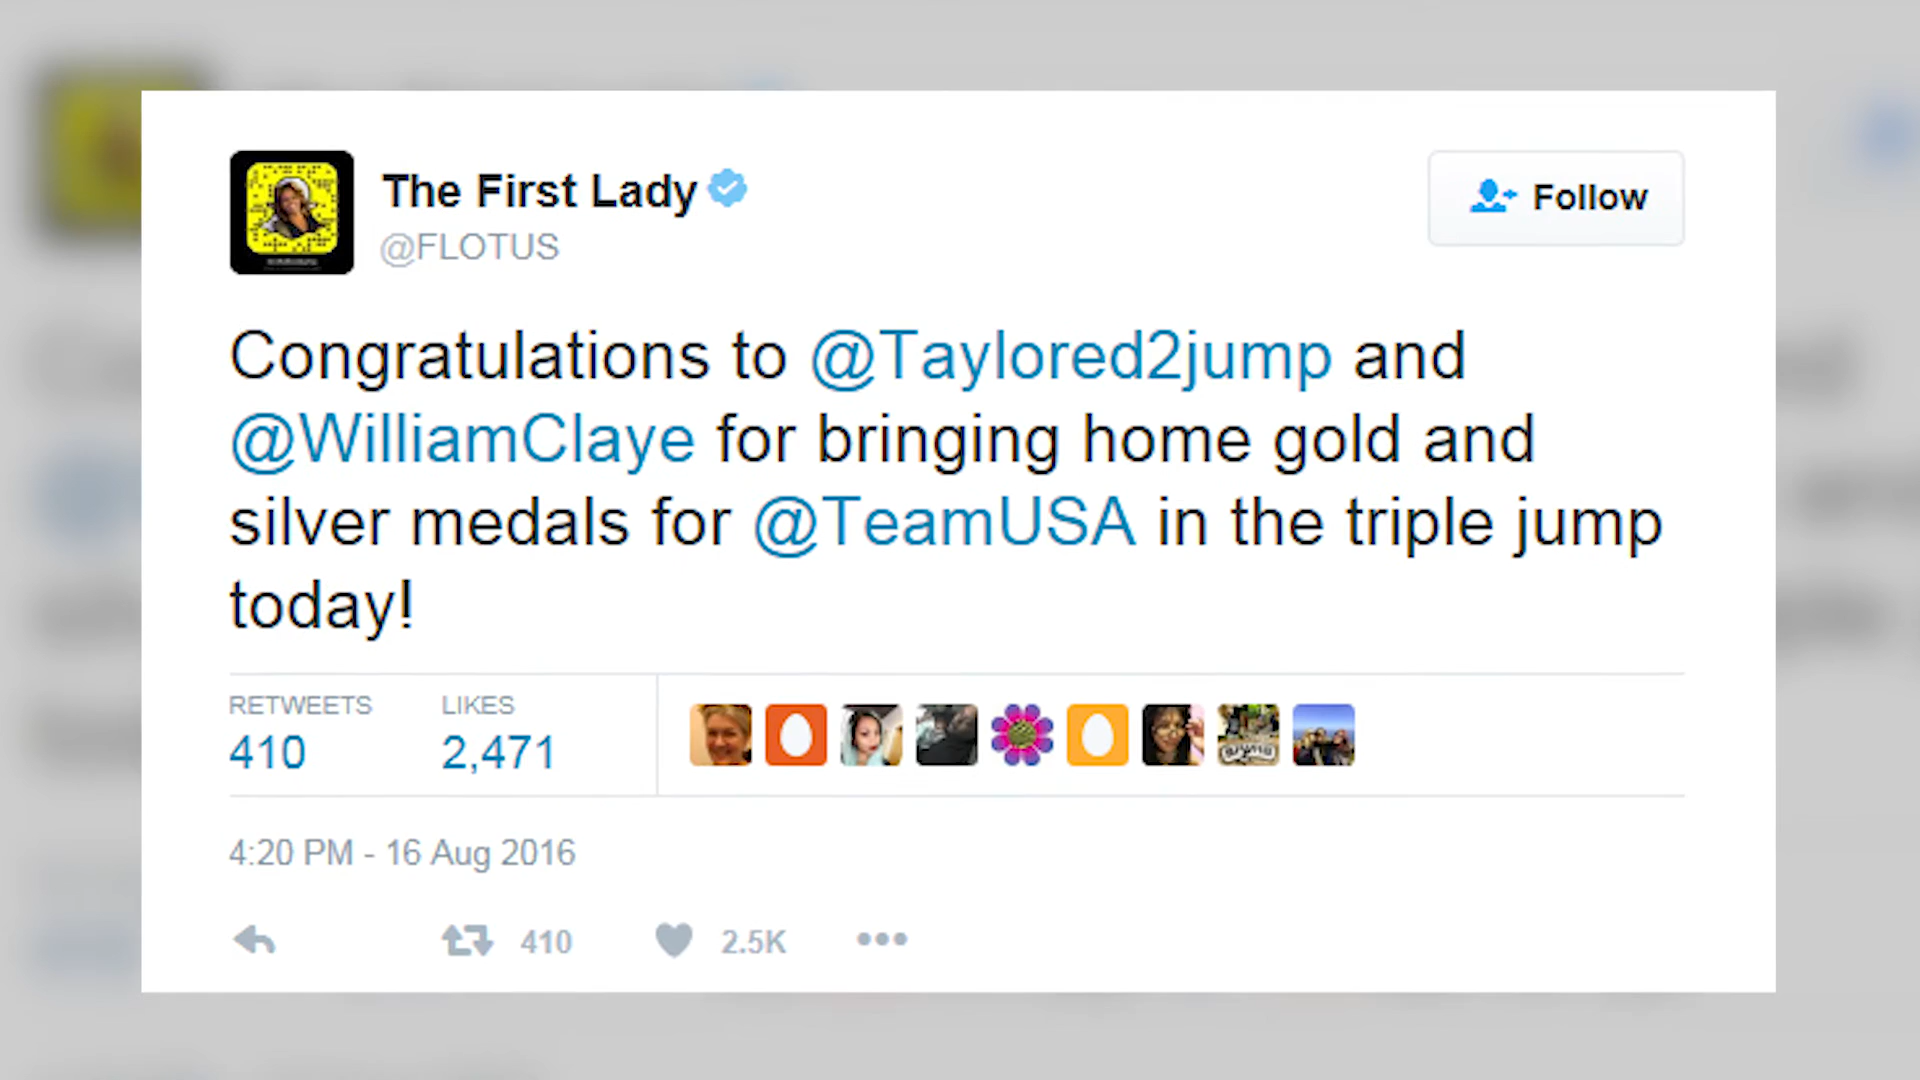 The First Lady
@FLOTUS
Follow
Congratulations to @Taylored2jump and
@WilliamClaye for bringing home gold and
silver medals for @TeamUSA in the triple jump
today!
RETWEETS LIKES
410 2,471
4:20 PM - 16 Aug 2016
410 2.5K